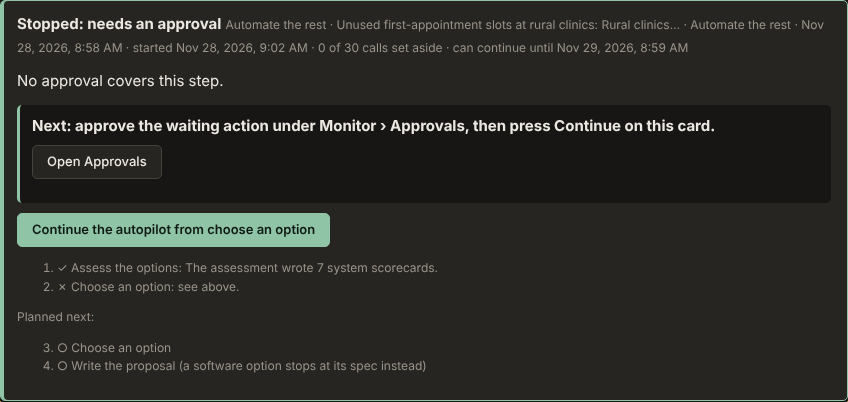 Stopped: needs an approval Automate the rest · Unused first-appointment slots at rural clinics: Rural clinics... · Automate the rest · Nov
28, 2026, 8:58 AM · started Nov 28, 2026, 9:02 AM · 0 of 30 calls set aside · can continue until Nov 29, 2026, 8:59 AM
No approval covers this step.
Next: approve the waiting action under Monitor › Approvals, then press Continue on this card.
Open Approvals
Continue the autopilot from choose an option
1. ✓ Assess the options: The assessment wrote 7 system scorecards.
2. × Choose an option: see above.
Planned next:
3. ○ Choose an option
4. ○ Write the proposal (a software option stops at its spec instead)